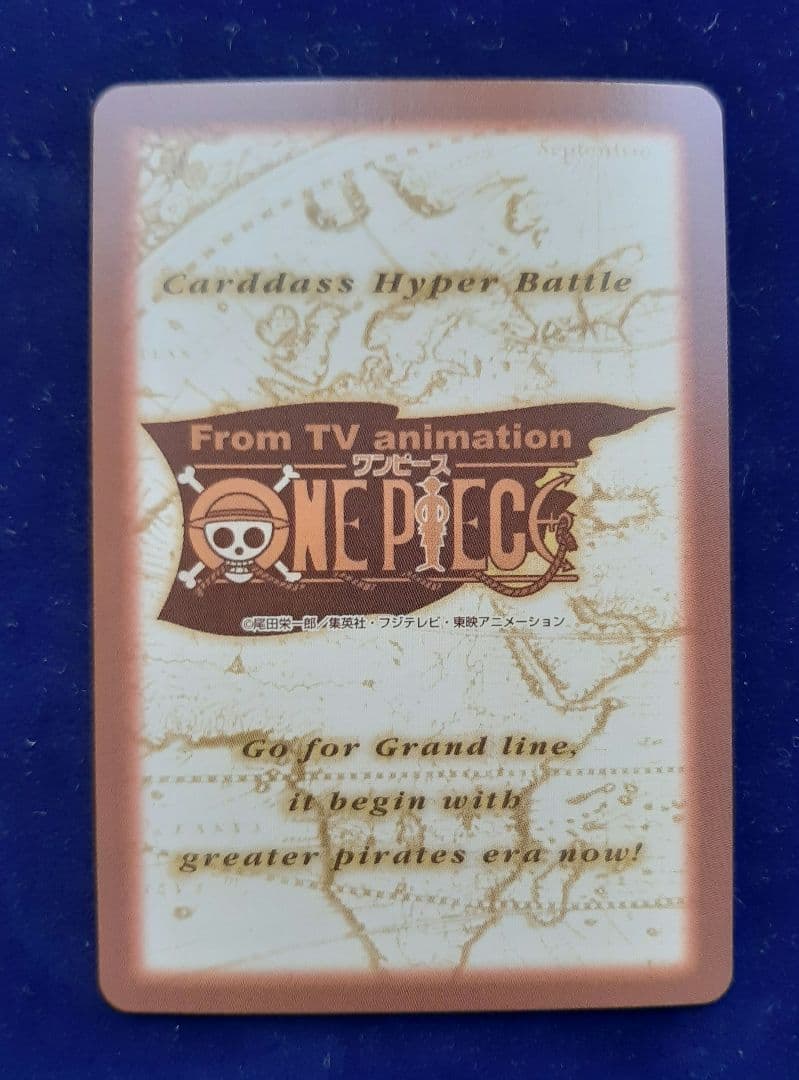 Septentrio
Carddass Hyper Battle
From TV animation
ワンピース
ONE PIECE
©尾田栄一郎／集英社・フジテレビ・東映アニメーション
Go for Grand line,
it begin with
greater pirates era now!